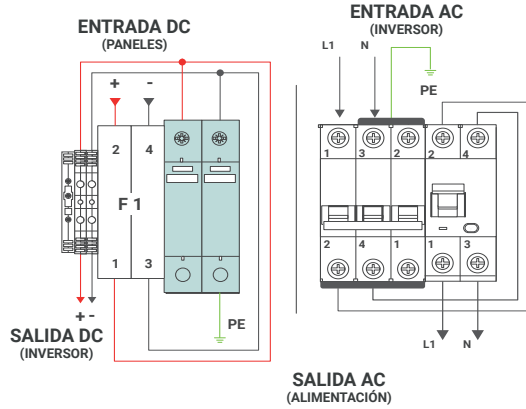 ENTRADA DC
(PANELES)
+ -
2 4
F 1
1 3
+ -
SALIDA DC
(INVERSOR)
PE
ENTRADA AC
(INVERSOR)
L1 N
PE
1 3 2 2 4
2 4 1 1 3
L1 N
SALIDA AC
(ALIMENTACIÓN)